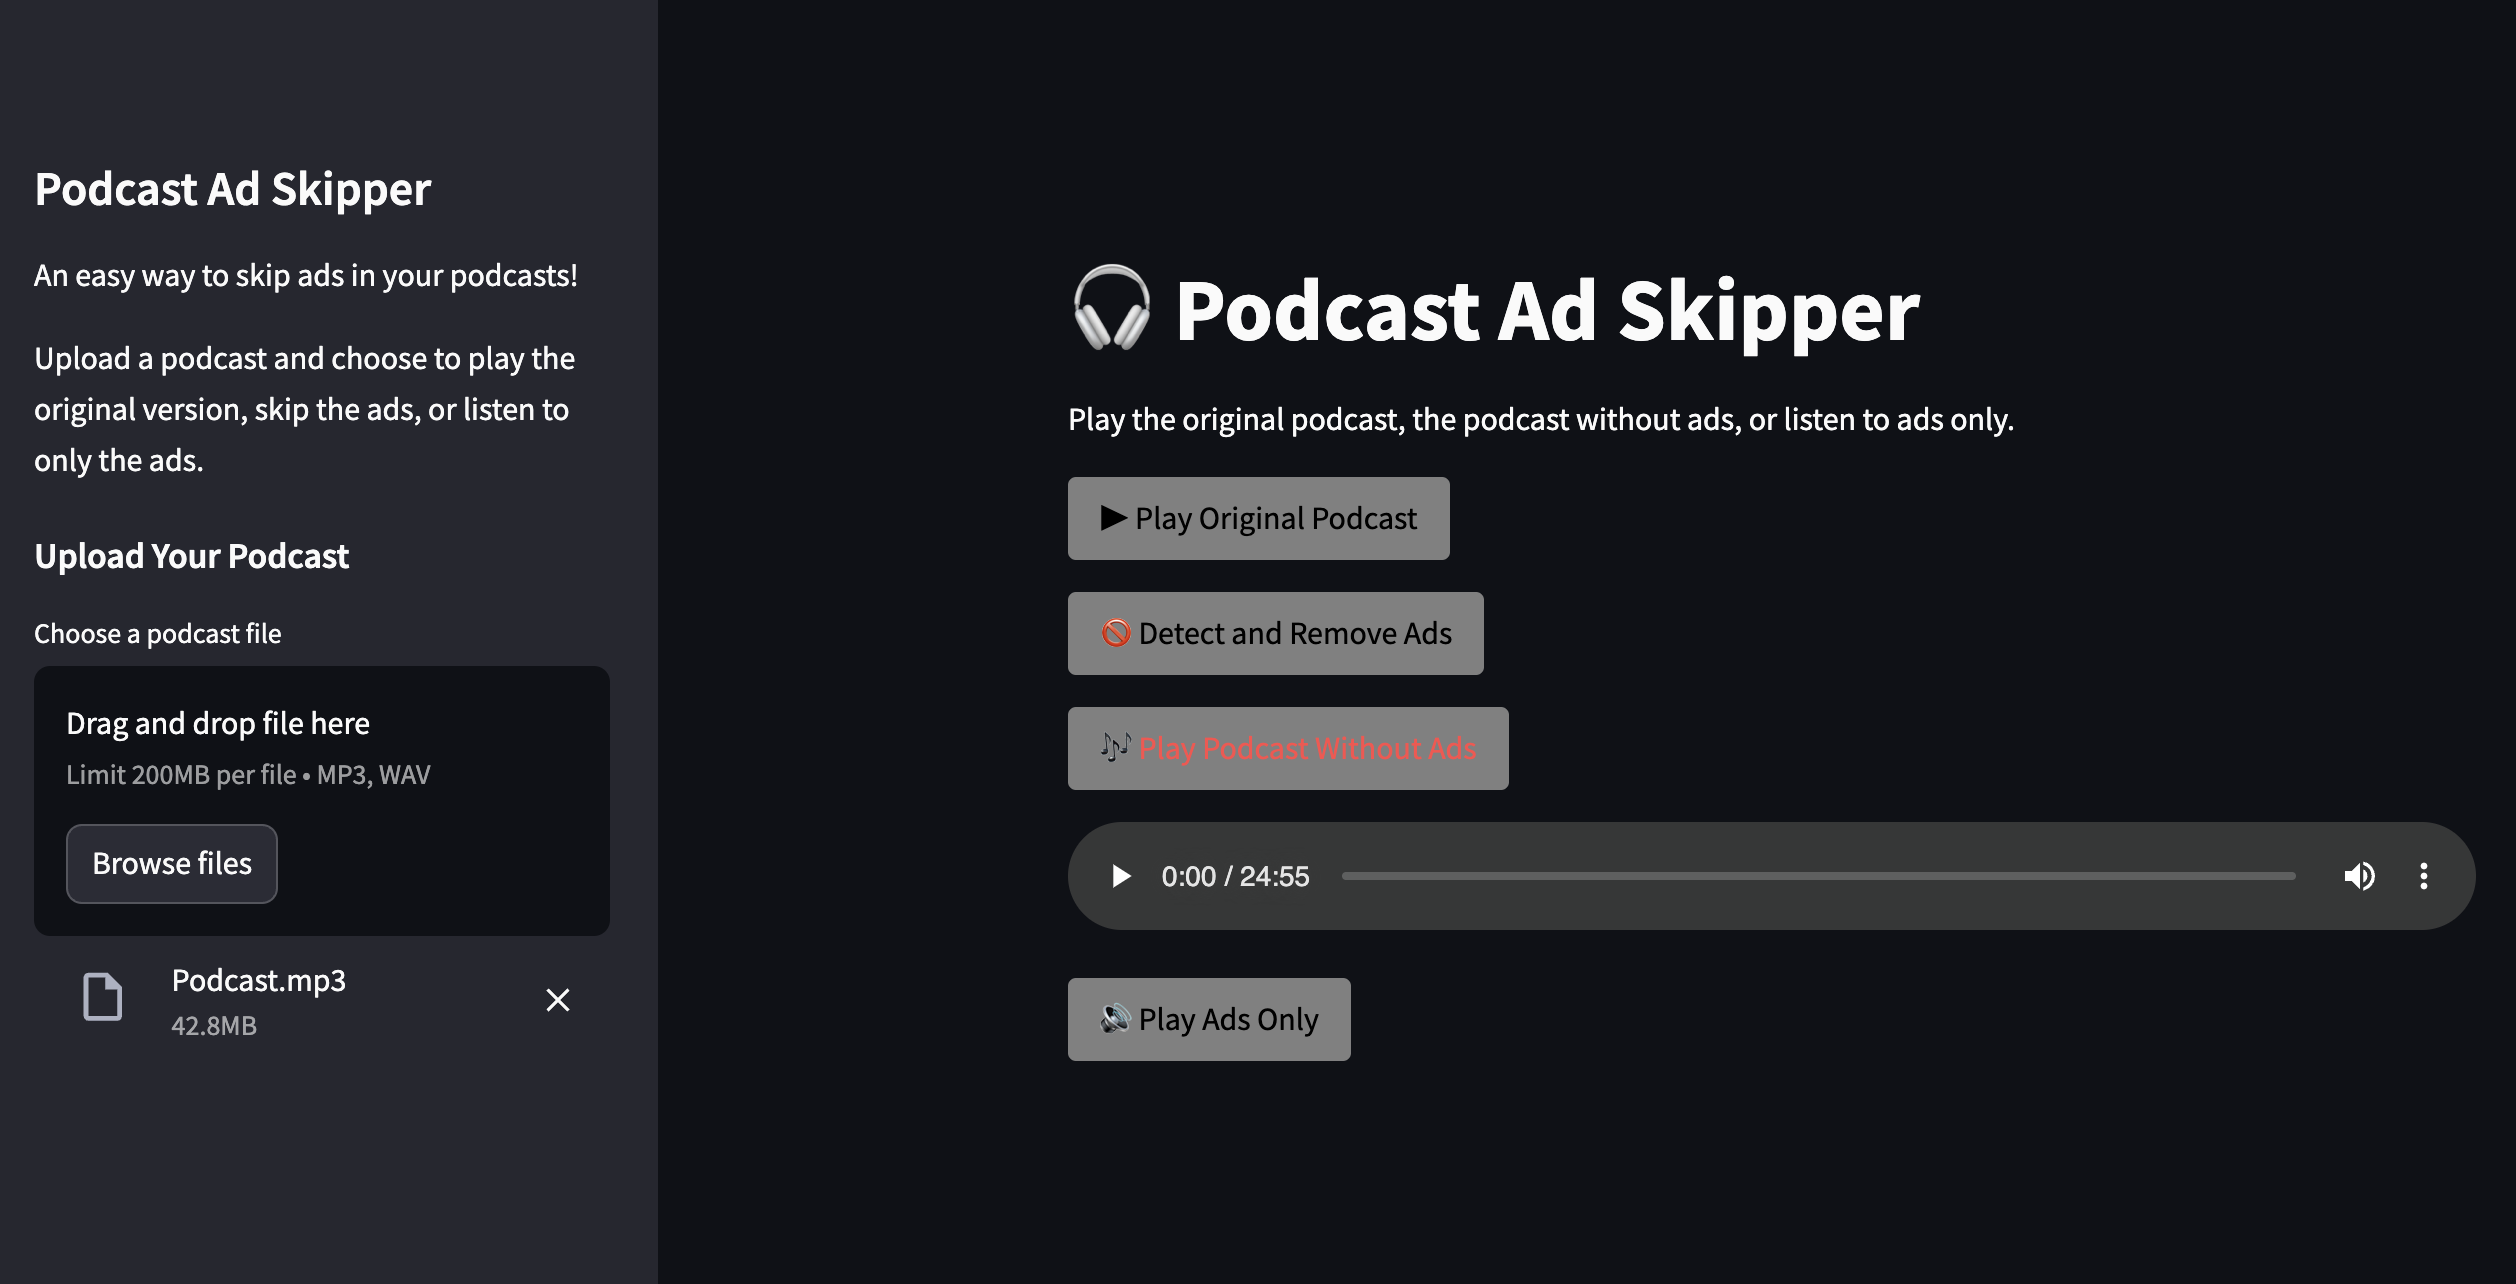 Podcast Ad Skipper
An easy way to skip ads in your podcasts!
Upload a podcast and choose to play the
original version, skip the ads, or listen to
only the ads.
Upload Your Podcast
Choose a podcast file
Drag and drop file here
Limit 200MB per file • MP3, WAV
Browse files
Podcast.mp3
42.8MB
🎧 Podcast Ad Skipper
Play the original podcast, the podcast without ads, or listen to ads only.
▶ Play Original Podcast
🚫 Detect and Remove Ads
🎶 Play Podcast Without Ads
0:00 / 24:55
🔊 Play Ads Only